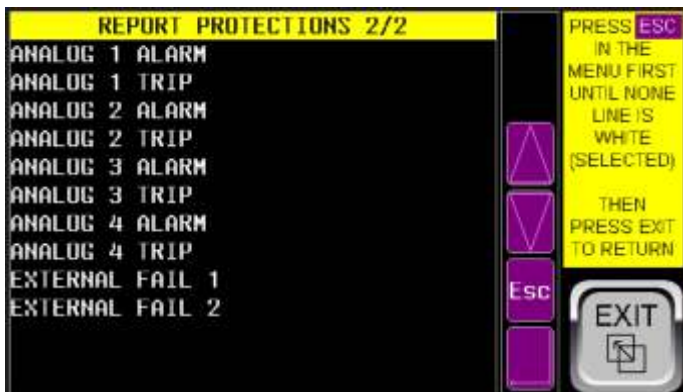 REPORT PROTECTIONS 2/2
ANALOG 1 ALARM
ANALOG 1 TRIP
ANALOG 2 ALARM
ANALOG 2 TRIP
ANALOG 3 ALARM
ANALOG 3 TRIP
ANALOG 4 ALARM
ANALOG 4 TRIP
EXTERNAL FAIL 1
EXTERNAL FAIL 2
Esc
PRESS ESC
IN THE
MENU FIRST
UNTIL NONE
LINE IS
WHITE
(SELECTED)
THEN
PRESS EXIT
TO RETURN
EXIT